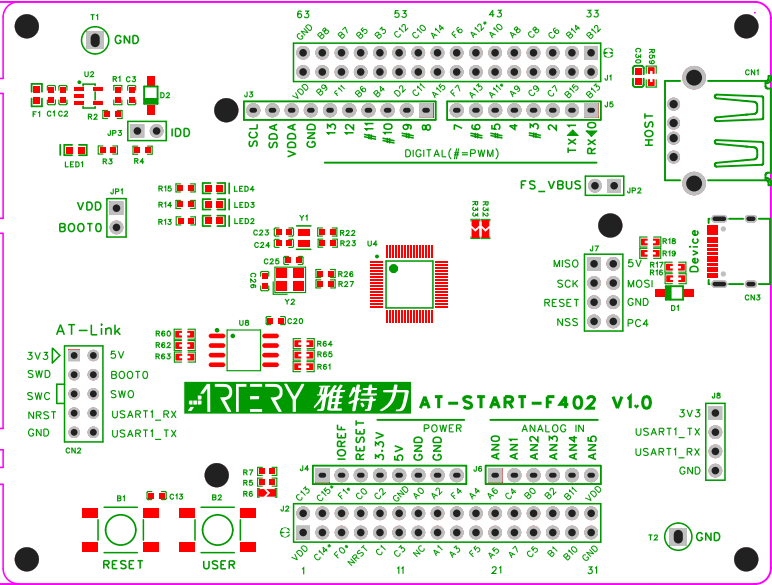 63 53 43 33
T1
GND
GND B8 B7 B5 B3 C12 C10 A14 F6 A12* A10 A8 C8 C6 B14 B12
J1
VDD B9 F11 B6 B4 D2 C11 A15 F7 A13 A11* A9 C9 C7 B15 B13
C30 R59 CN1
U2
R1 C3
D2
F1 C1 C2
R2
JP3 IDD
LED1 R3 R4
J3 J5
SCL SDA VDDA GND 13 12 #11 #10 #9 8 7 #6 #5 4 #3 2 TX▶1 RX◀0
DIGITAL(#=PWM)
HOST
FS_VBUS JP2
R15 LED4
R14 LED3
R13 LED2
JP1
VDD
BOOT0
R33 R32
C23 Y1 R22
C24 R23
C25
C26 R26
R27
Y2
U4
J7
MISO 5V
SCK MOSI
RESET GND
NSS PC4
R18
R19
R17
R16
D1
Device
CN3
C20
U8
R60 R64
R62 R65
R63 R61
AT-Link
3V3 5V
SWD BOOT0
SWC SWO
NRST USART1_RX
GND USART1_TX
CN2
ARTERY 雅特力 AT-START-F402 V1.0
J8
3V3
USART1_TX
USART1_RX
GND
POWER ANALOG IN
IOREF RESET 3.3V 5V GND GND AN0 AN1 AN2 AN3 AN4 AN5
J4 J6
R7
R5
R6
C13 C15* F1* C0 C2 GND A0 A2 F4 A4 A6 C4 B0 B2 B11 VDD
J2
VDD C14* F0* NRST C1 C3 NC A1 A3 F5 A5 A7 C5 B1 B10 GND
1 11 21 31
B1 C13 B2
RESET USER
T2 GND